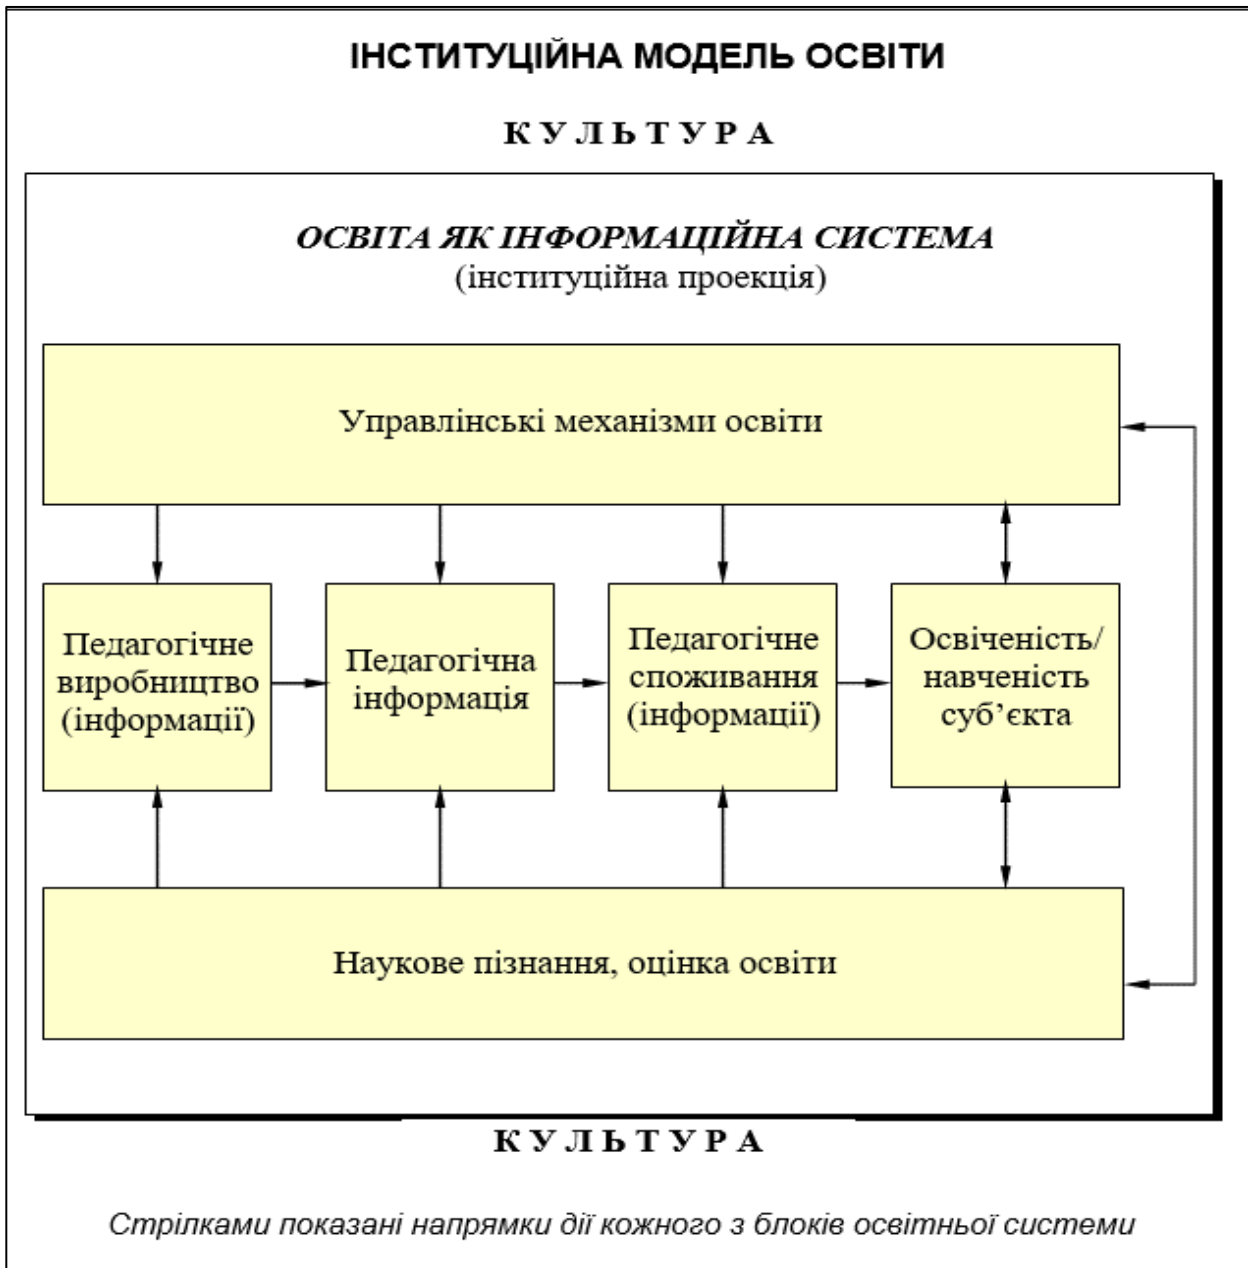 ІНСТИТУЦІЙНА МОДЕЛЬ ОСВІТИ
К У Л Ь Т У Р А
ОСВІТА ЯК ІНФОРМАЦІЙНА СИСТЕМА
(інституційна проекція)
Управлінські механізми освіти
Педагогічне
виробництво
(інформації)
Педагогічна
інформація
Педагогічне
споживання
(інформації)
Освіченість/
навченість
суб’єкта
Наукове пізнання, оцінка освіти
К У Л Ь Т У Р А
Стрілками показані напрямки дії кожного з блоків освітньої системи